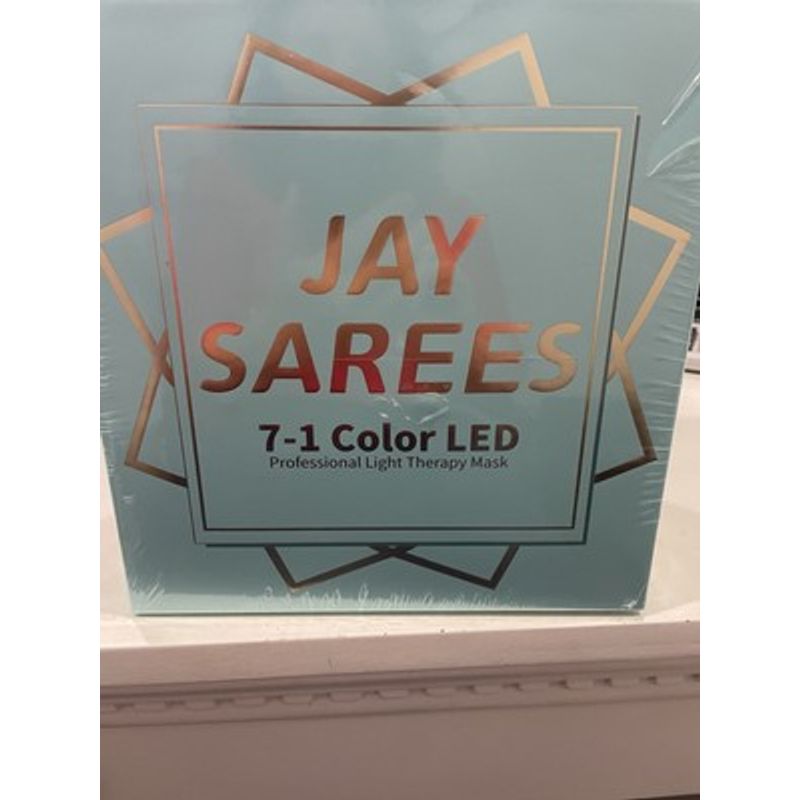 JAY
SAREES
7-1 Color LED
Professional Light Therapy Mask